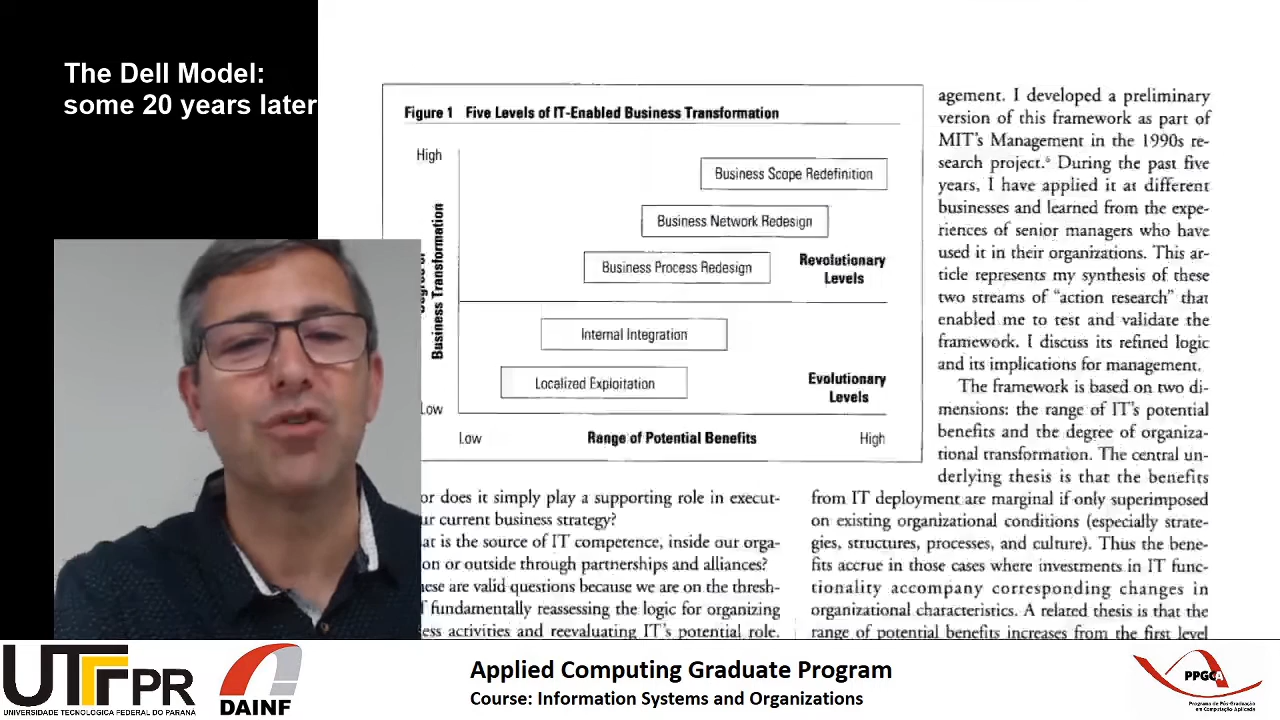 The Dell Model:
some 20 years later
Figure 1 Five Levels of IT-Enabled Business Transformation
High
Business Scope Redefinition
Business Network Redesign
Business Process Redesign
Revolutionary
Levels
Business Transformation
Internal Integration
Localized Exploitation
Evolutionary
Levels
Low
Low
Range of Potential Benefits
High
or does it simply play a supporting role in execut-
ur current business strategy?
at is the source of IT competence, inside our orga-
on or outside through partnerships and alliances?
ese are valid questions because we are on the thresh-
f fundamentally reassessing the logic for organizing
ess activities and reevaluating IT's potential role.
agement. I developed a preliminary
version of this framework as part of
MIT's Management in the 1990s re-
search project.⁶ During the past five
years, I have applied it at different
businesses and learned from the expe-
riences of senior managers who have
used it in their organizations. This ar-
ticle represents my synthesis of these
two streams of "action research" that
enabled me to test and validate the
framework. I discuss its refined logic
and its implications for management.
The framework is based on two di-
mensions: the range of IT's potential
benefits and the degree of organiza-
tional transformation. The central un-
derlying thesis is that the benefits
from IT deployment are marginal if only superimposed
on existing organizational conditions (especially strate-
gies, structures, processes, and culture). Thus the bene-
fits accrue in those cases where investments in IT func-
tionality accompany corresponding changes in
organizational characteristics. A related thesis is that the
range of potential benefits increases from the first level
UTFPR
UNIVERSIDADE TECNOLÓGICA FEDERAL DO PARANÁ
DAINF
Applied Computing Graduate Program
Course: Information Systems and Organizations
PPGCA
Programa de Pós-Graduação
em Computação Aplicada